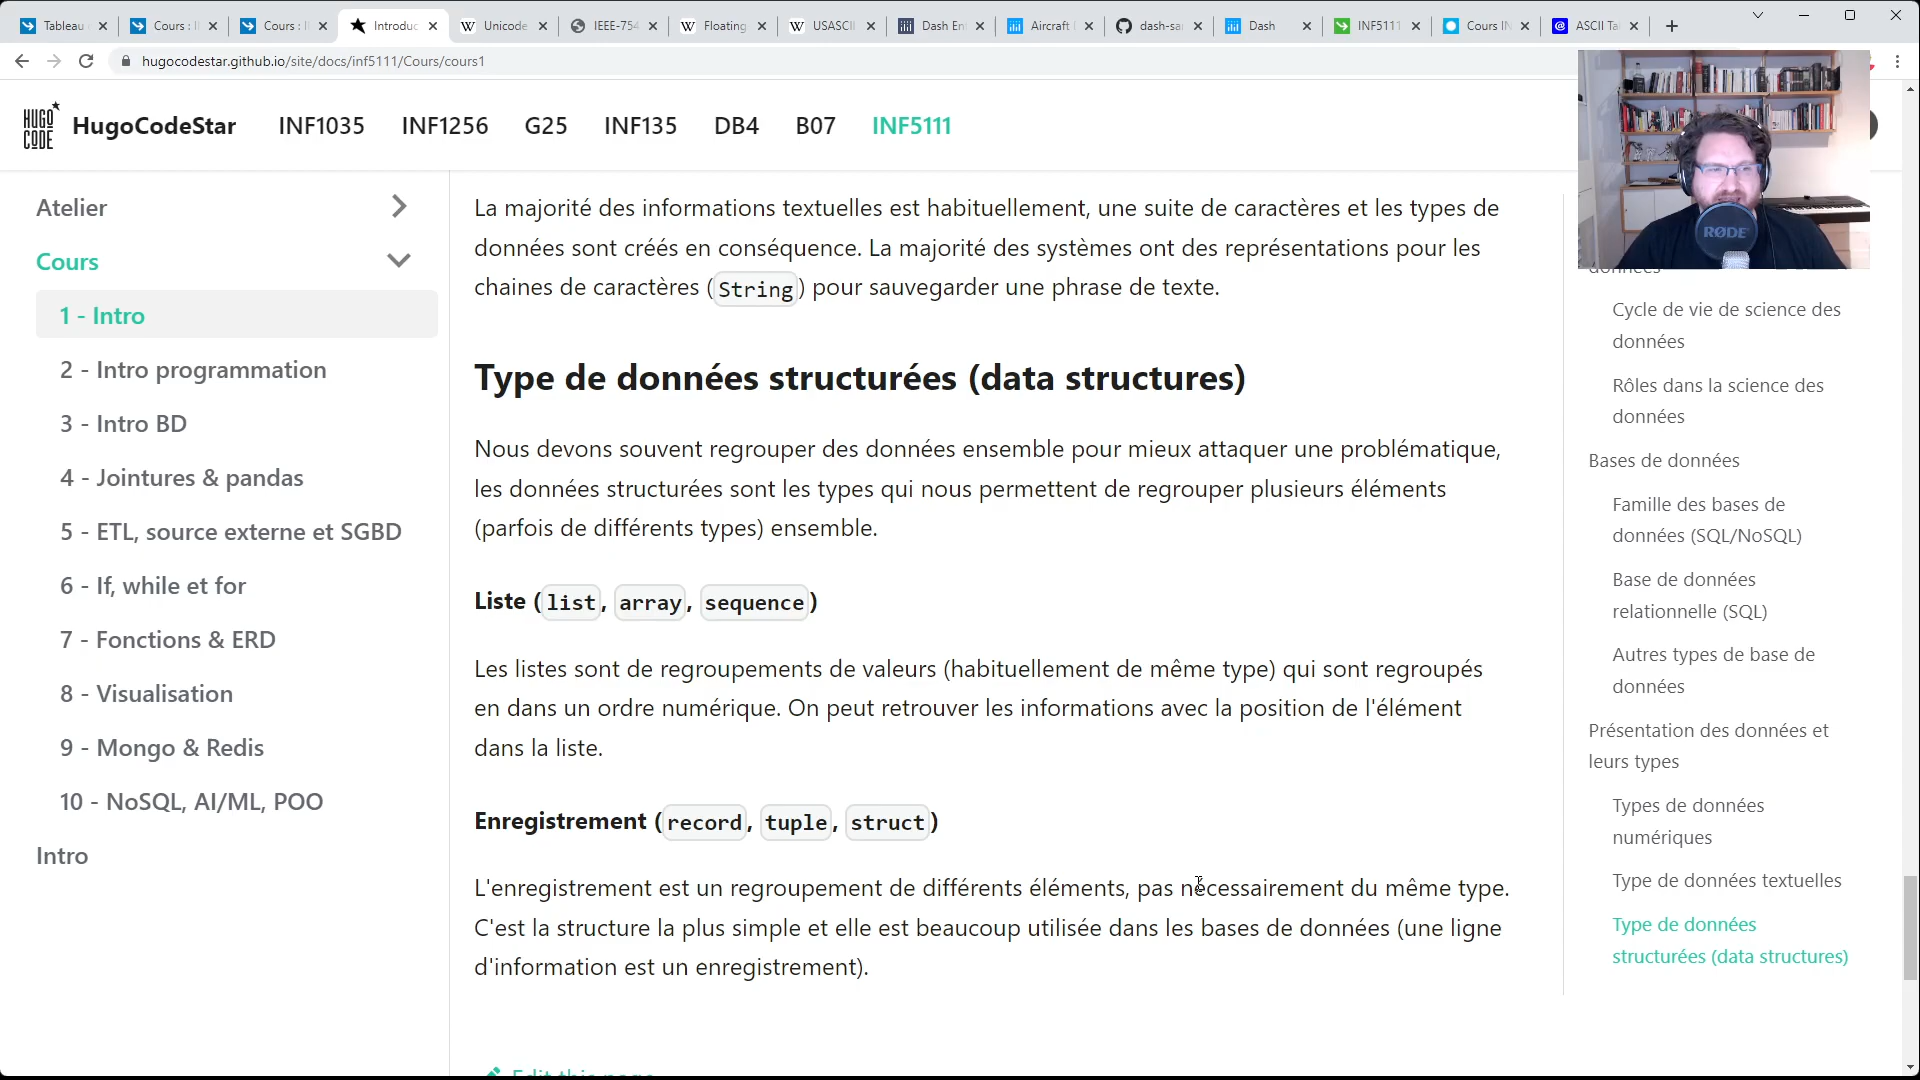 Tableau
Cours : I
Cours : I
Introduc
Unicode
IEEE-754
Floating
USASCII
Dash En
Aircraft
dash-sa
Dash
INF5111
Cours IN
ASCII Ta
hugocodestar.github.io/site/docs/inf5111/Cours/cours1
HUGO
CODE
HugoCodeStar
INF1035
INF1256
G25
INF135
DB4
B07
INF5111
RØDE
Atelier
Cours
1 - Intro
2 - Intro programmation
3 - Intro BD
4 - Jointures & pandas
5 - ETL, source externe et SGBD
6 - If, while et for
7 - Fonctions & ERD
8 - Visualisation
9 - Mongo & Redis
10 - NoSQL, AI/ML, POO
Intro
La majorité des informations textuelles est habituellement, une suite de caractères et les types de
données sont créés en conséquence. La majorité des systèmes ont des représentations pour les
chaines de caractères (String) pour sauvegarder une phrase de texte.
Type de données structurées (data structures)
Nous devons souvent regrouper des données ensemble pour mieux attaquer une problématique,
les données structurées sont les types qui nous permettent de regrouper plusieurs éléments
(parfois de différents types) ensemble.
Liste (list, array, sequence)
Les listes sont de regroupements de valeurs (habituellement de même type) qui sont regroupés
en dans un ordre numérique. On peut retrouver les informations avec la position de l'élément
dans la liste.
Enregistrement (record, tuple, struct)
L'enregistrement est un regroupement de différents éléments, pas nécessairement du même type.
C'est la structure la plus simple et elle est beaucoup utilisée dans les bases de données (une ligne
d'information est un enregistrement).
Edit this page
données
Cycle de vie de science des
données
Rôles dans la science des
données
Bases de données
Famille des bases de
données (SQL/NoSQL)
Base de données
relationnelle (SQL)
Autres types de base de
données
Présentation des données et
leurs types
Types de données
numériques
Type de données textuelles
Type de données
structurées (data structures)